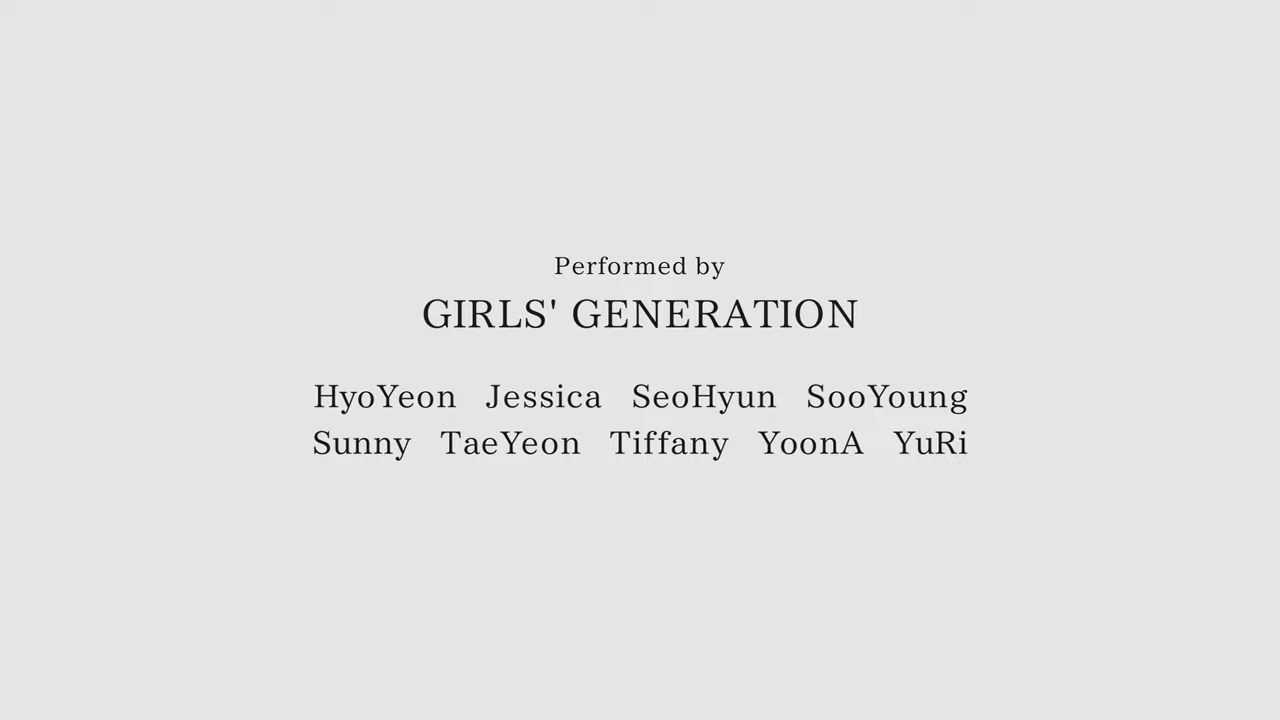 Performed by
GIRLS' GENERATION
HyoYeon Jessica SeoHyun SooYoung
Sunny TaeYeon Tiffany YoonA YuRi